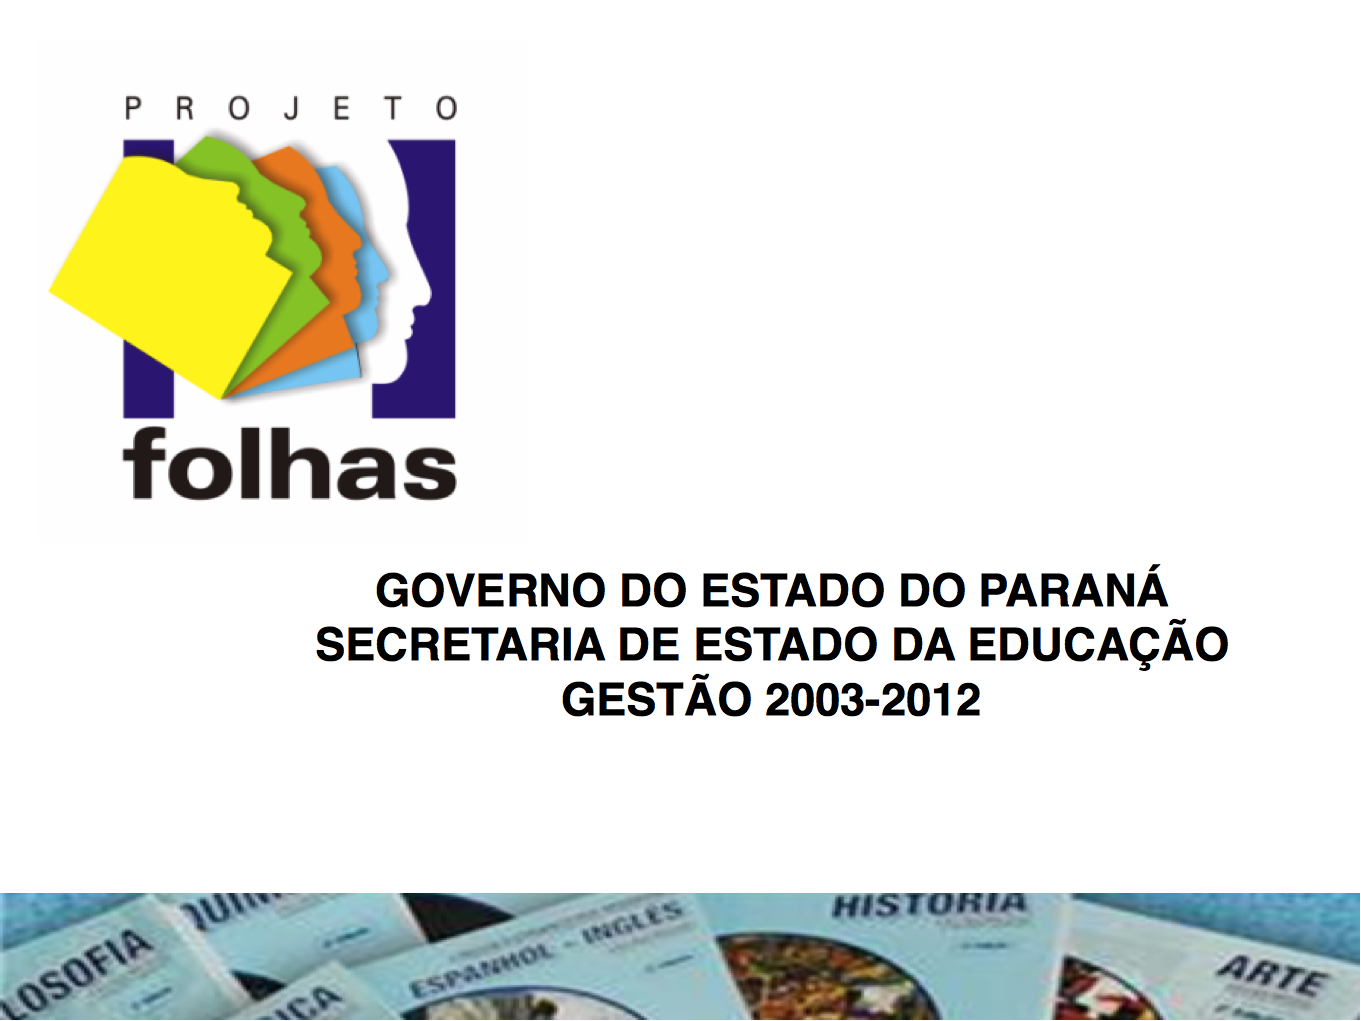 PROJETO
folhas
GOVERNO DO ESTADO DO PARANÁ
SECRETARIA DE ESTADO DA EDUCAÇÃO
GESTÃO 2003-2012
HISTÓRIA
ESPANHOL - INGLÊS
LOSOFIA
ARTE